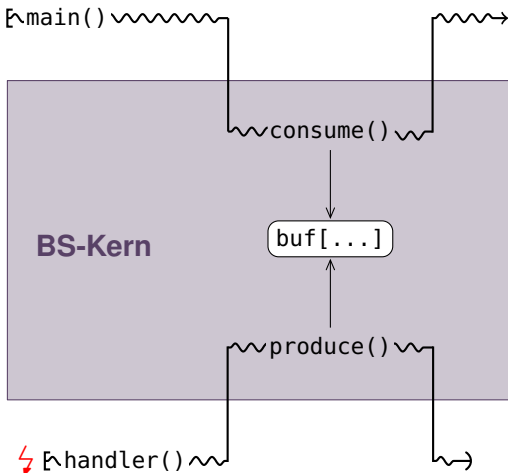 main()
consume()
buf[...]
BS-Kern
produce()
handler()